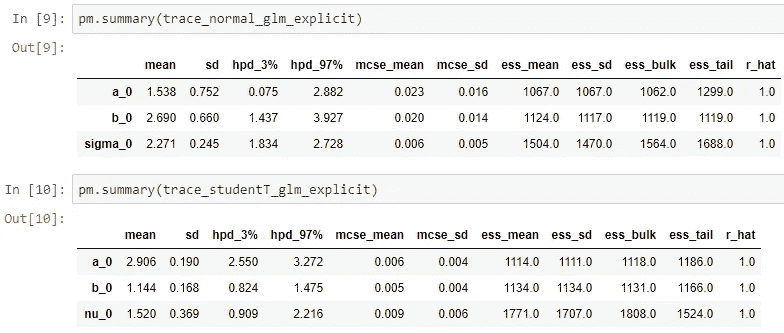 In [9]: pm.summary(trace_normal_glm_explicit)
Out[9]:
mean sd hpd_3% hpd_97% mcse_mean mcse_sd ess_mean ess_sd ess_bulk ess_tail r_hat
a_0 1.538 0.752 0.075 2.882 0.023 0.016 1067.0 1067.0 1062.0 1299.0 1.0
b_0 2.690 0.660 1.437 3.927 0.020 0.014 1124.0 1117.0 1119.0 1119.0 1.0
sigma_0 2.271 0.245 1.834 2.728 0.006 0.005 1504.0 1470.0 1564.0 1688.0 1.0
In [10]: pm.summary(trace_studentT_glm_explicit)
Out[10]:
mean sd hpd_3% hpd_97% mcse_mean mcse_sd ess_mean ess_sd ess_bulk ess_tail r_hat
a_0 2.906 0.190 2.550 3.272 0.006 0.004 1114.0 1111.0 1118.0 1186.0 1.0
b_0 1.144 0.168 0.824 1.475 0.005 0.004 1134.0 1134.0 1131.0 1166.0 1.0
nu_0 1.520 0.369 0.909 2.216 0.009 0.006 1771.0 1707.0 1808.0 1524.0 1.0